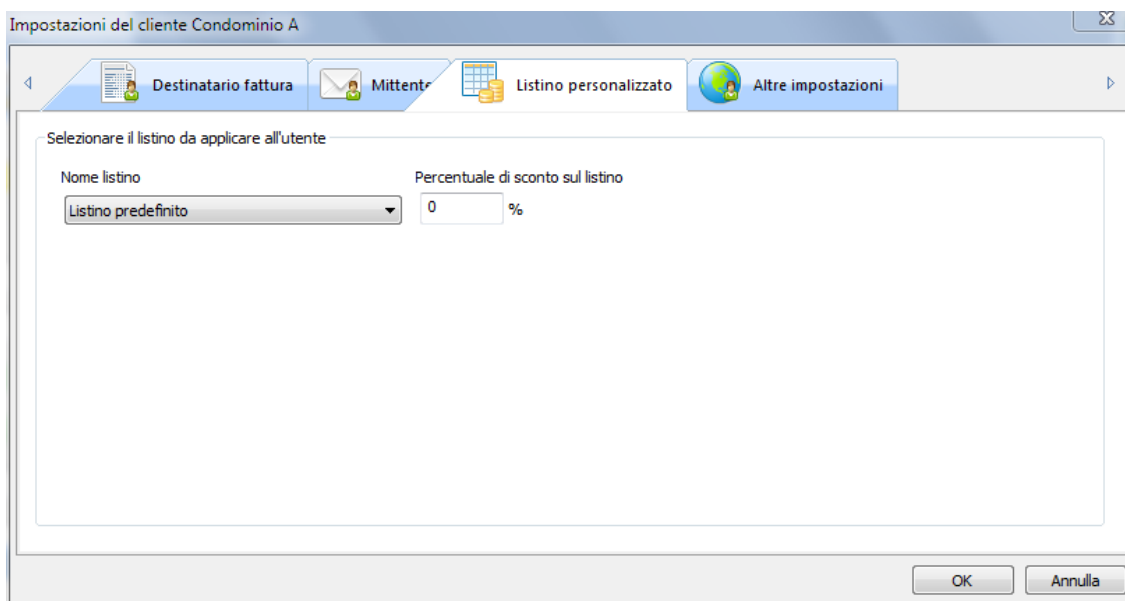 Impostazioni del cliente Condominio A
Destinatario fattura Mittente Listino personalizzato Altre impostazioni
Selezionare il listino da applicare all'utente
Nome listino Percentuale di sconto sul listino
Listino predefinito 0 %
OK Annulla